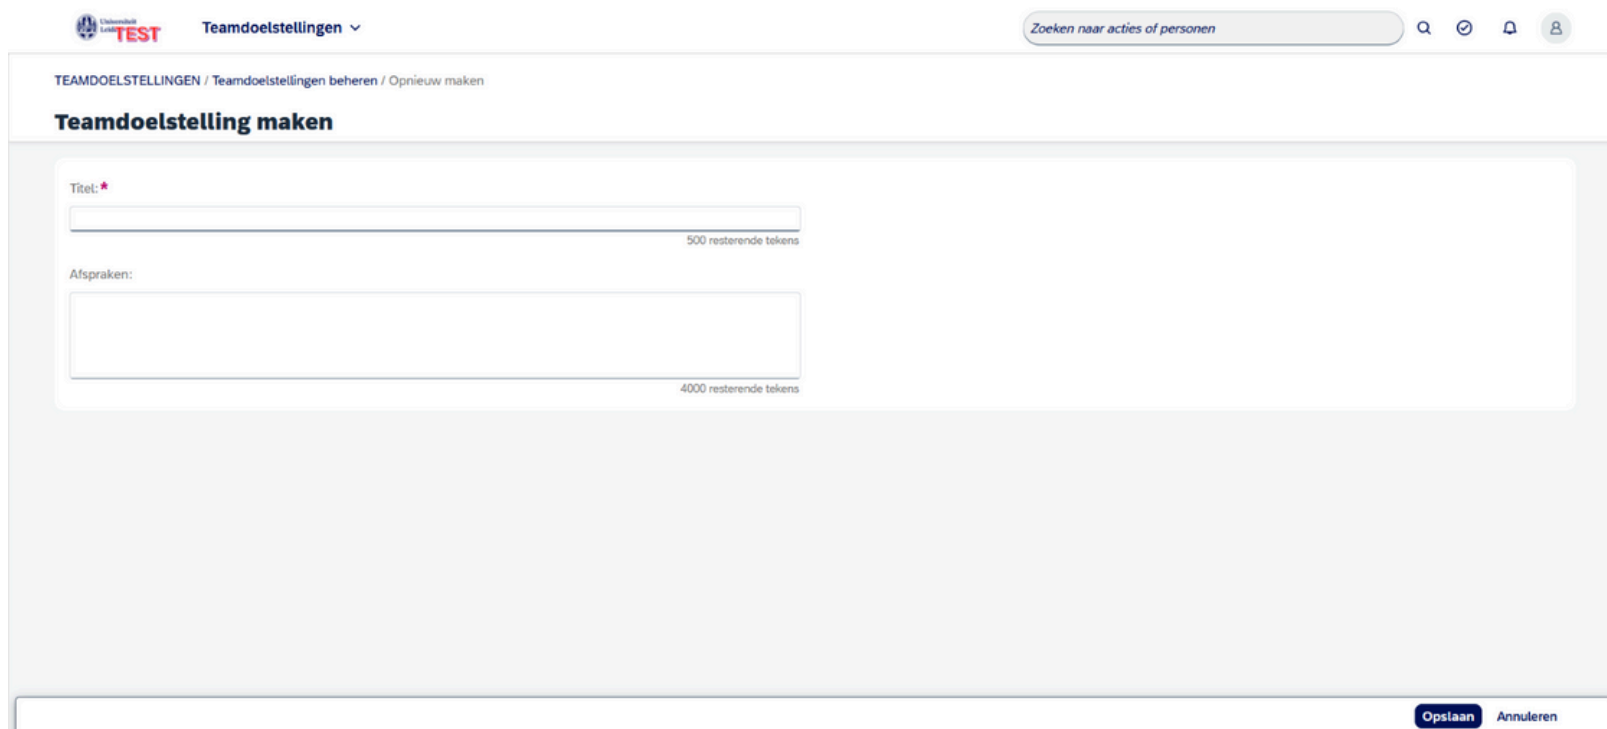 Universiteit
TEST
Teamdoelstellingen
Zoeken naar acties of personen
TEAMDOELSTELLINGEN / Teamdoelstellingen beheren / Opnieuw maken
Teamdoelstelling maken
Titel: *
500 resterende tekens
Afspraken:
4000 resterende tekens
Opslaan Annuleren